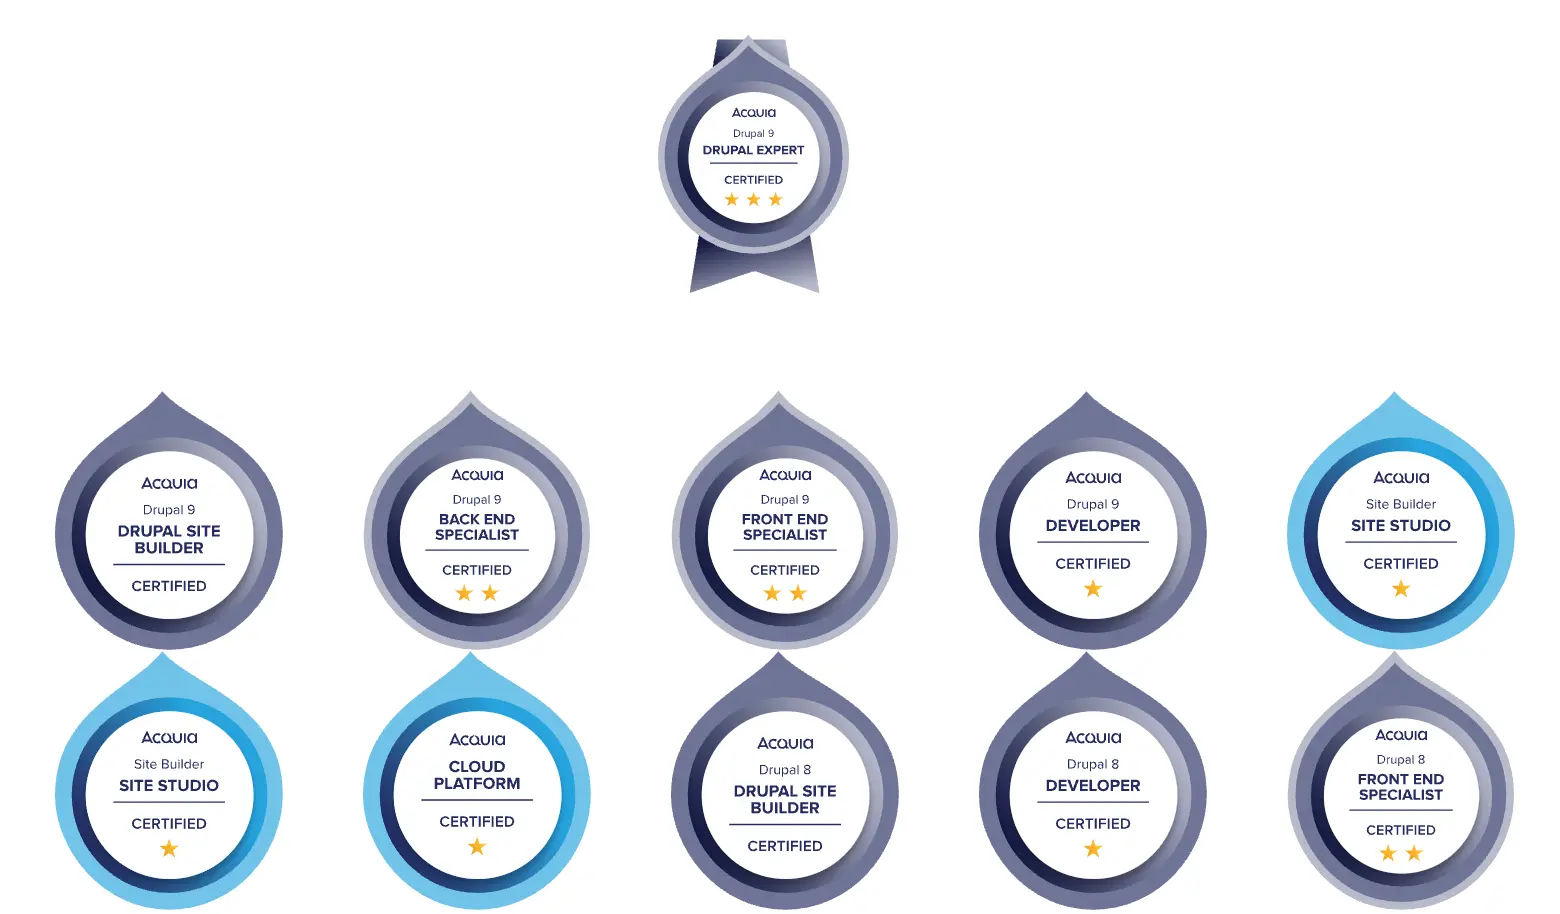 Acquia
Drupal 9
DRUPAL EXPERT
CERTIFIED
Acquia
Drupal 9
DRUPAL SITE
BUILDER
CERTIFIED
Acquia
Drupal 9
BACK END
SPECIALIST
CERTIFIED
Acquia
Drupal 9
FRONT END
SPECIALIST
CERTIFIED
Acquia
Drupal 9
DEVELOPER
CERTIFIED
Acquia
Site Builder
SITE STUDIO
CERTIFIED
Acquia
Site Builder
SITE STUDIO
CERTIFIED
Acquia
CLOUD
PLATFORM
CERTIFIED
Acquia
Drupal 8
DRUPAL SITE
BUILDER
CERTIFIED
Acquia
Drupal 8
DEVELOPER
CERTIFIED
Acquia
Drupal 8
FRONT END
SPECIALIST
CERTIFIED